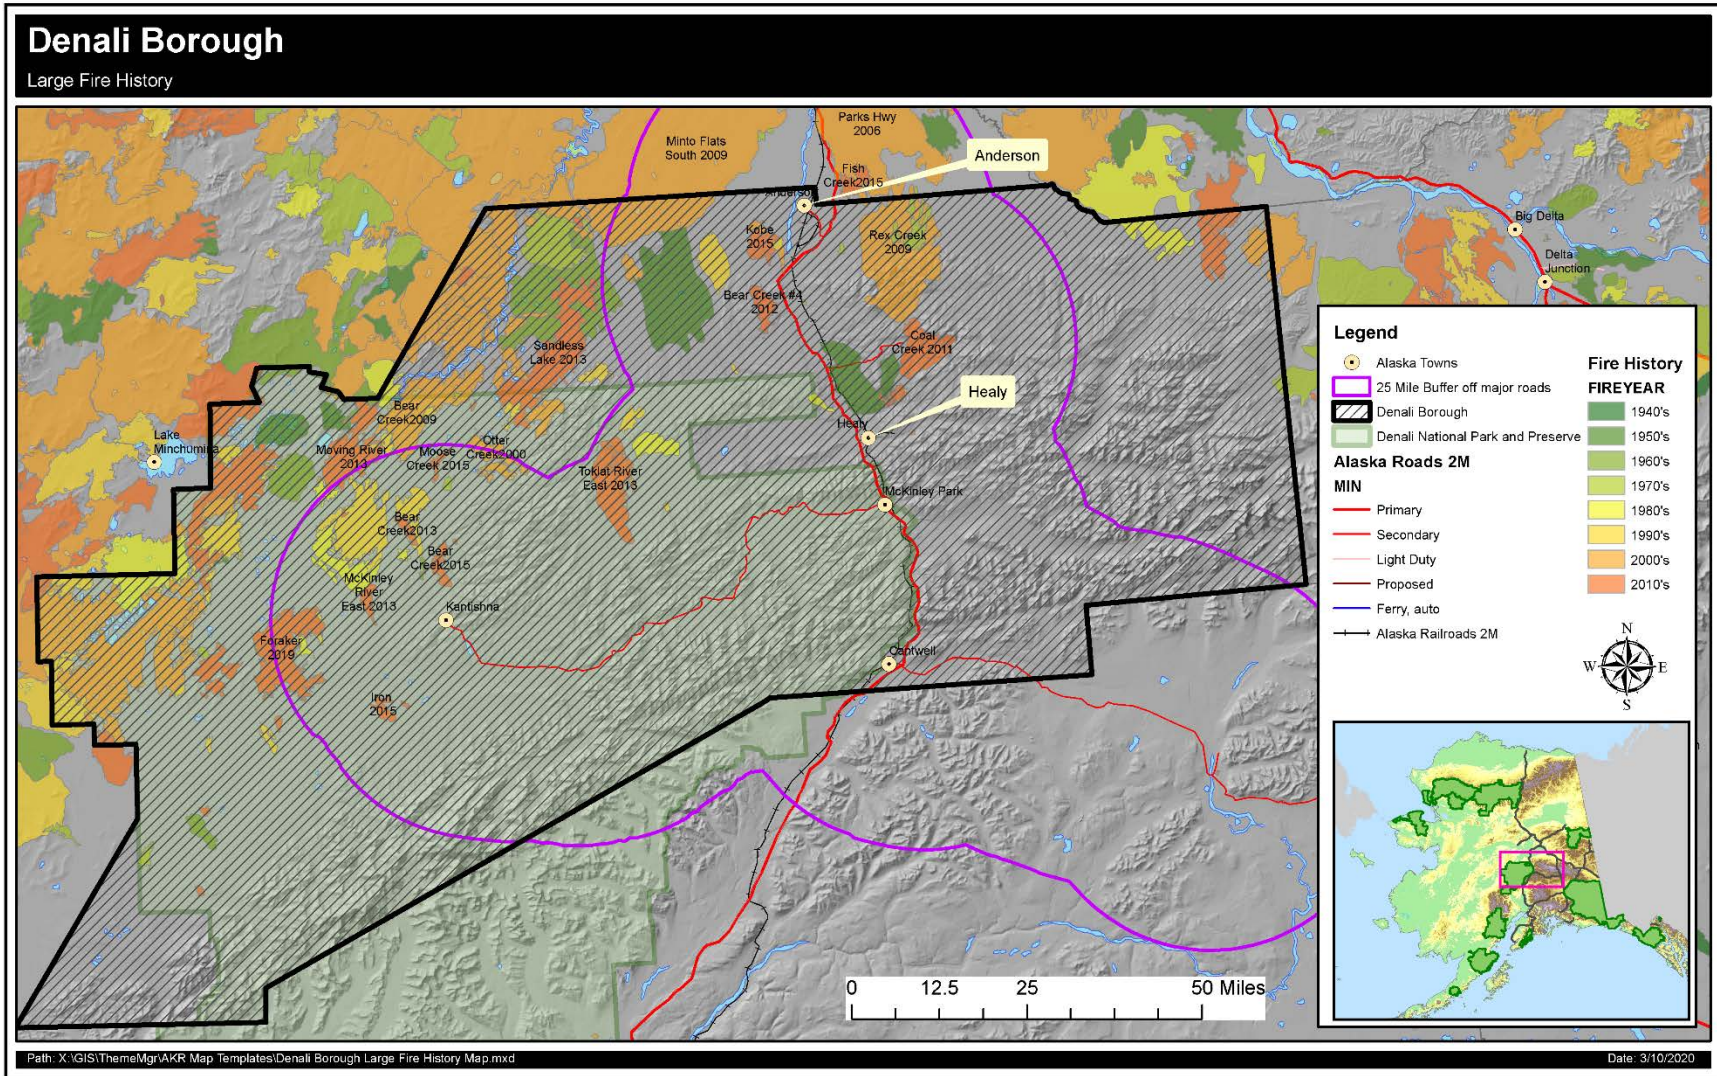 Denali Borough
Large Fire History
Parks Hwy
2006
Minto Flats
South 2009
Anderson
Fish
Creek2015
Anderson
Kobe
2015
Rex Creek
2009
Big Delta
Delta
Junction
Bear Creek #4
2012
Coal
Creek 2011
Sandless
Lake 2013
Healy
Bear
Creek2009
Healy
Lake
Minchumina
Moving River
2013
Moose
Creek 2015
Otter
Creek2000
Toklat River
East 2013
McKinley Park
Bear
Creek2013
Bear
Creek2015
McKinley
River
East 2013
Kantishna
Foraker
2019
Cantwell
Iron
2015
Legend
Alaska Towns
25 Mile Buffer off major roads
Denali Borough
Denali National Park and Preserve
Alaska Roads 2M
MIN
Primary
Secondary
Light Duty
Proposed
Ferry, auto
Alaska Railroads 2M
Fire History
FIREYEAR
1940's
1950's
1960's
1970's
1980's
1990's
2000's
2010's
N
W E
S
0 12.5 25 50 Miles
Path: X:\GIS\ThemeMgr\AKR Map Templates\Denali Borough Large Fire History Map.mxd
Date: 3/10/2020